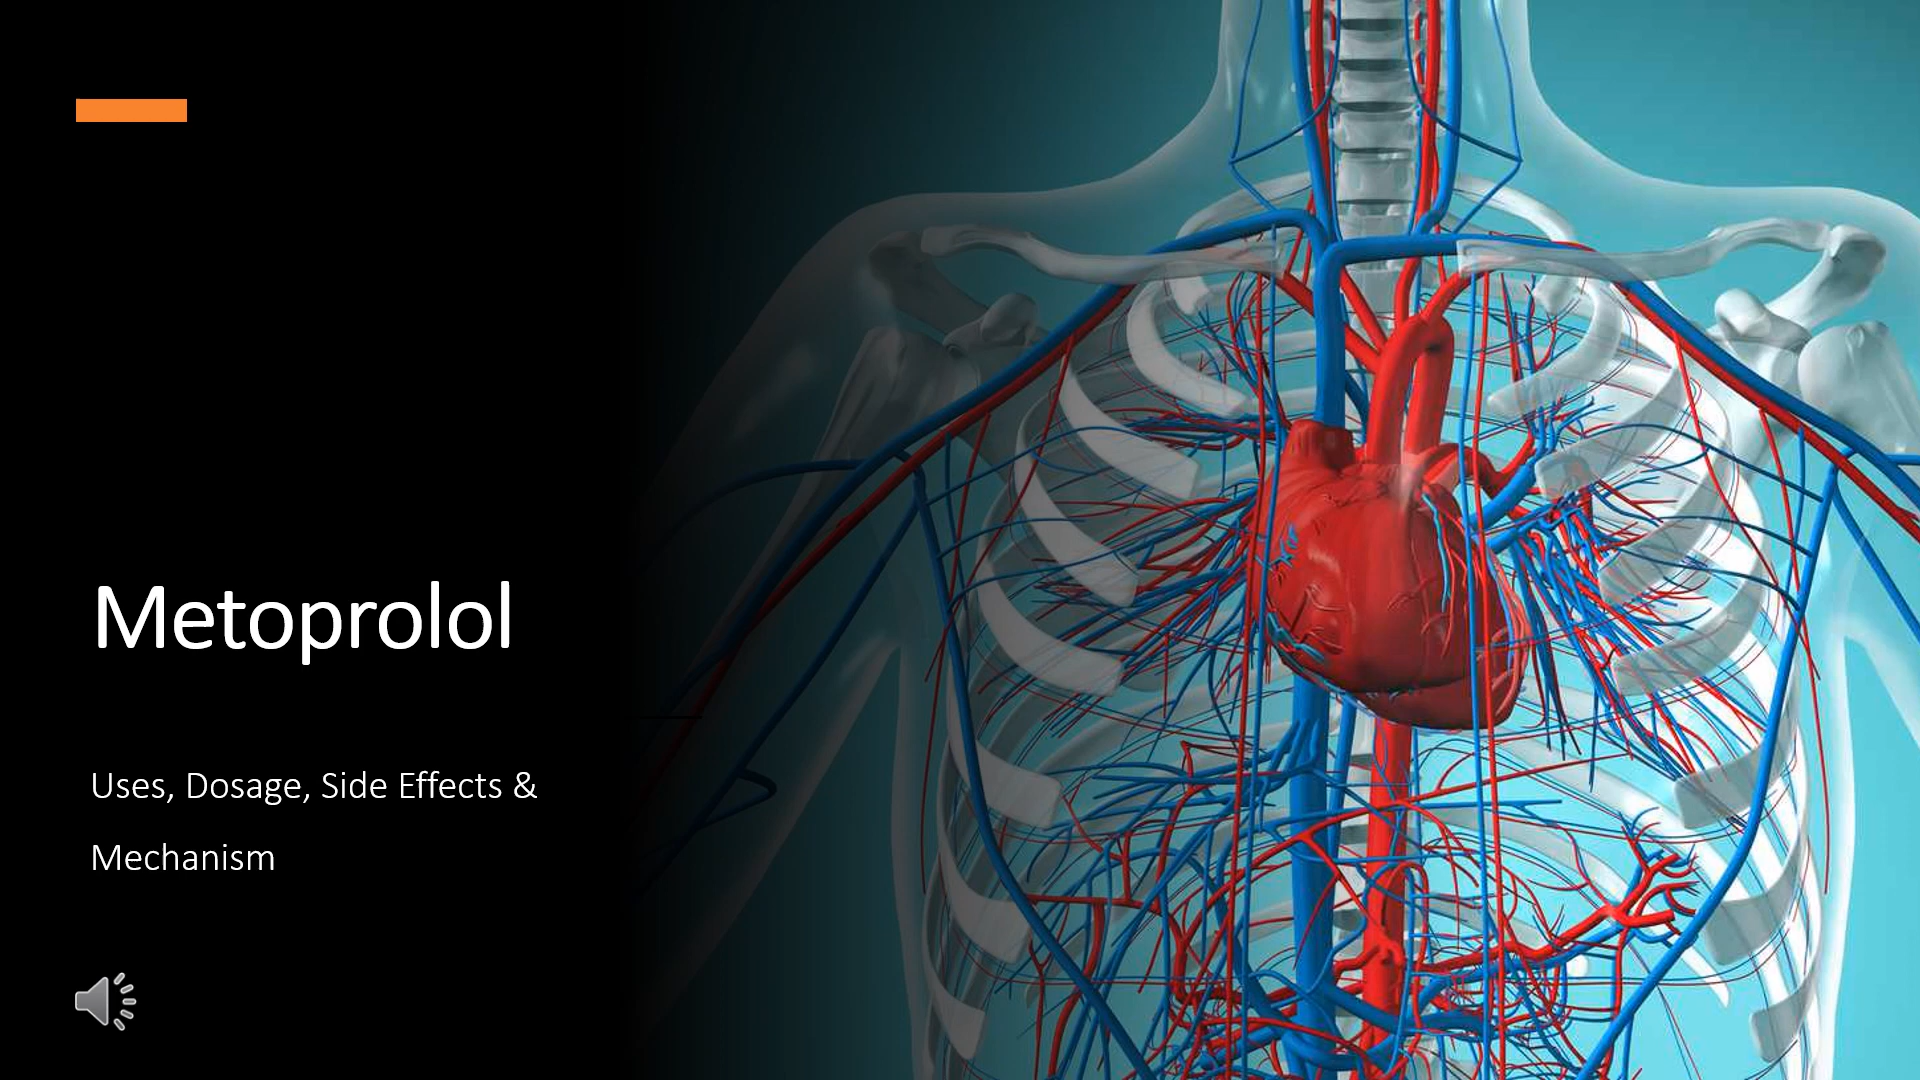 Metoprolol
Uses, Dosage, Side Effects &
Mechanism